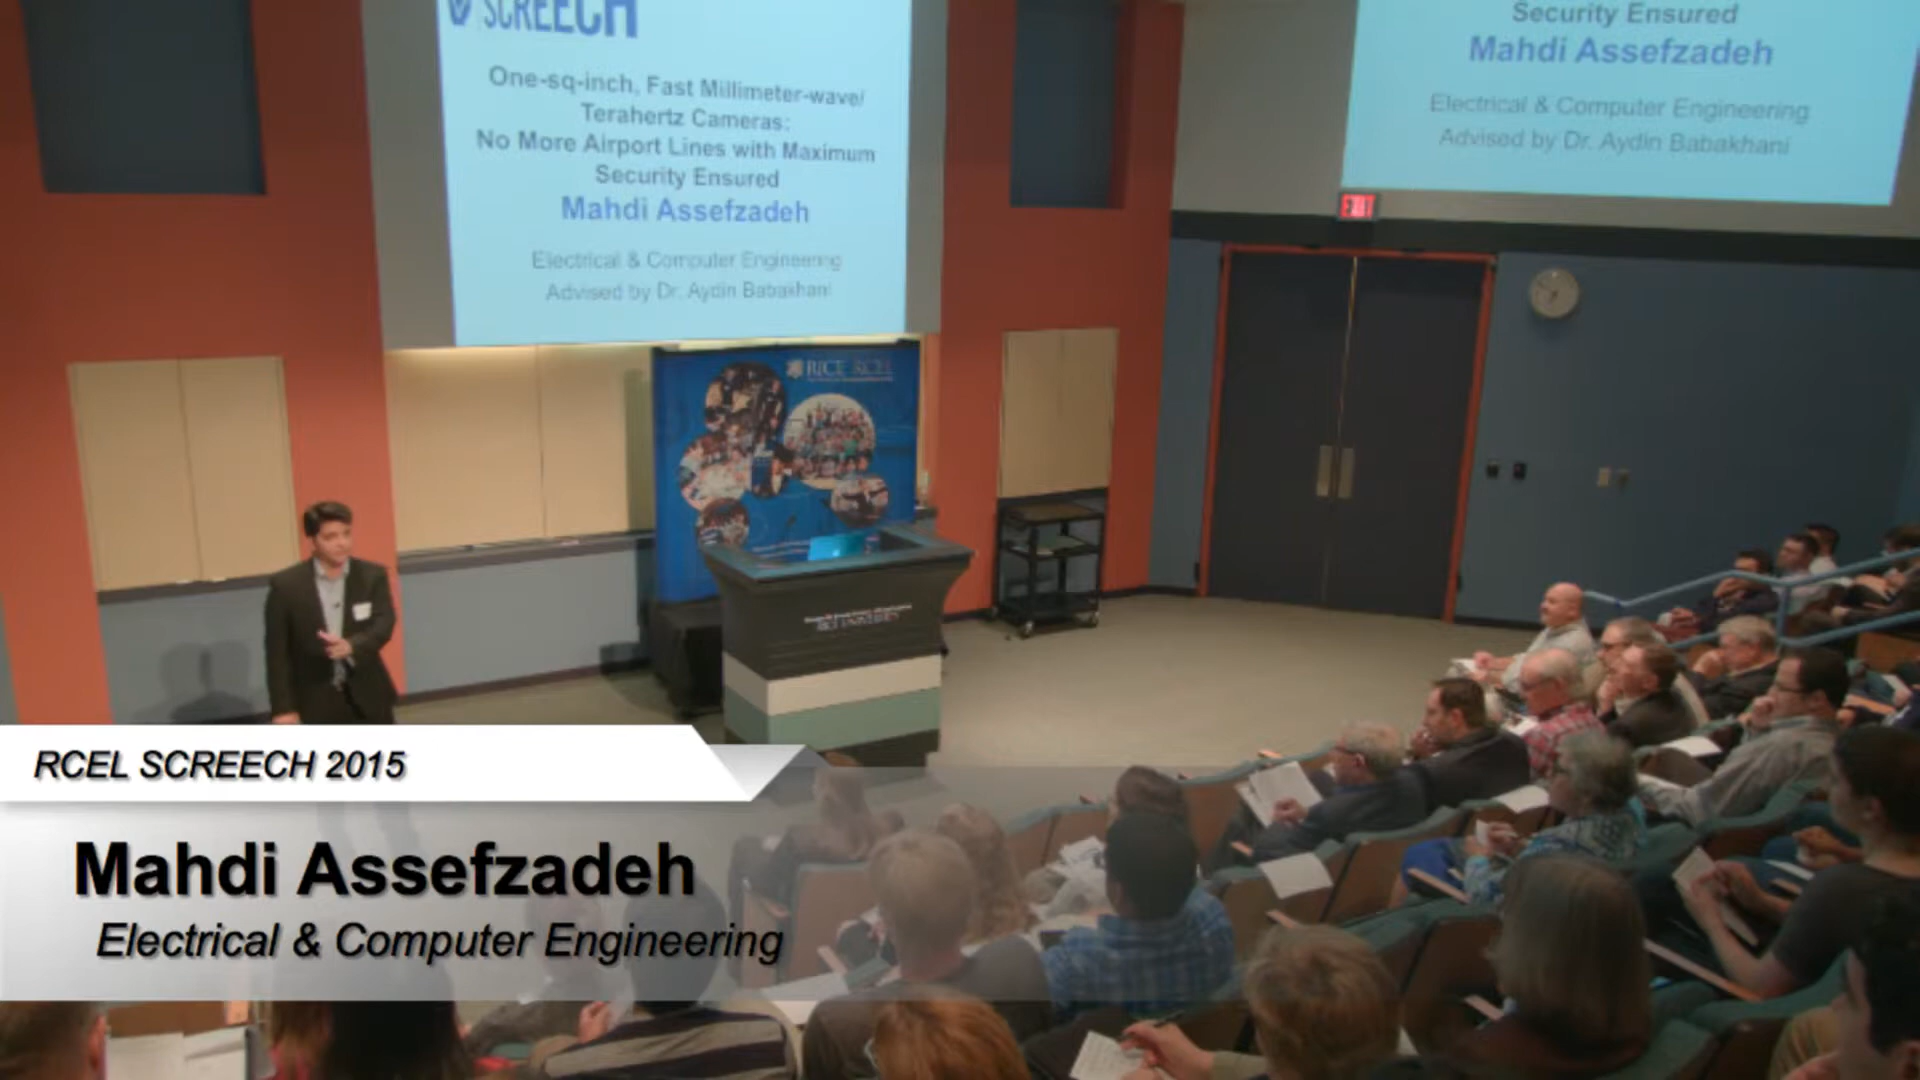 SCREECH
One-sq-inch, Fast Millimeter-wave/
Terahertz Cameras:
No More Airport Lines with Maximum
Security Ensured
Mahdi Assefzadeh
Electrical & Computer Engineering
Advised by Dr. Aydin Babakhani
Security Ensured
Mahdi Assefzadeh
Electrical & Computer Engineering
Advised by Dr. Aydin Babakhani
EXIT
RICE RCEL
RICE UNIVERSITY
RCEL SCREECH 2015
Mahdi Assefzadeh
Electrical & Computer Engineering